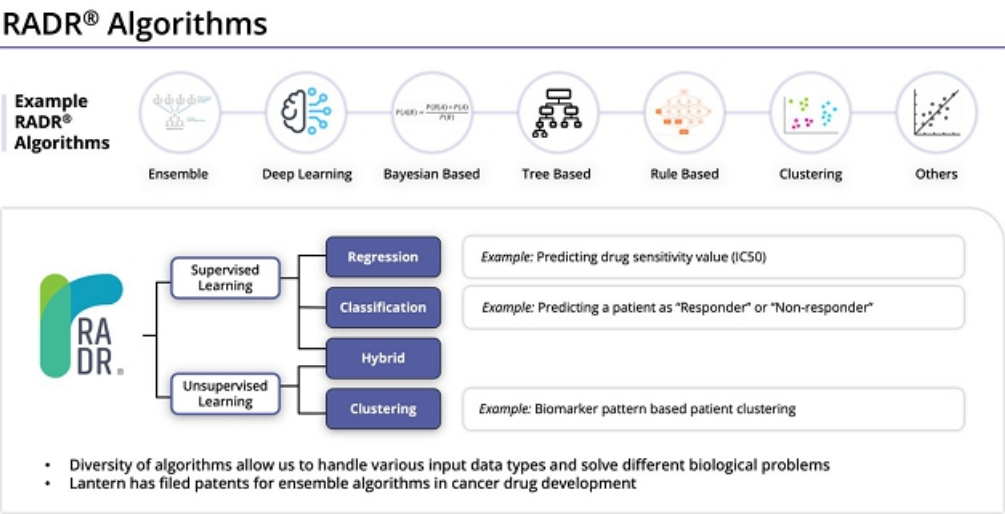 RADR® Algorithms
Example
RADR®
Algorithms
Ensemble
Deep Learning
Bayesian Based
Tree Based
Rule Based
Clustering
Others
RA
DR®
Supervised
Learning
Unsupervised
Learning
Regression
Classification
Hybrid
Clustering
Example: Predicting drug sensitivity value (IC50)
Example: Predicting a patient as “Responder” or “Non-responder”
Example: Biomarker pattern based patient clustering
• Diversity of algorithms allow us to handle various input data types and solve different biological problems
• Lantern has filed patents for ensemble algorithms in cancer drug development